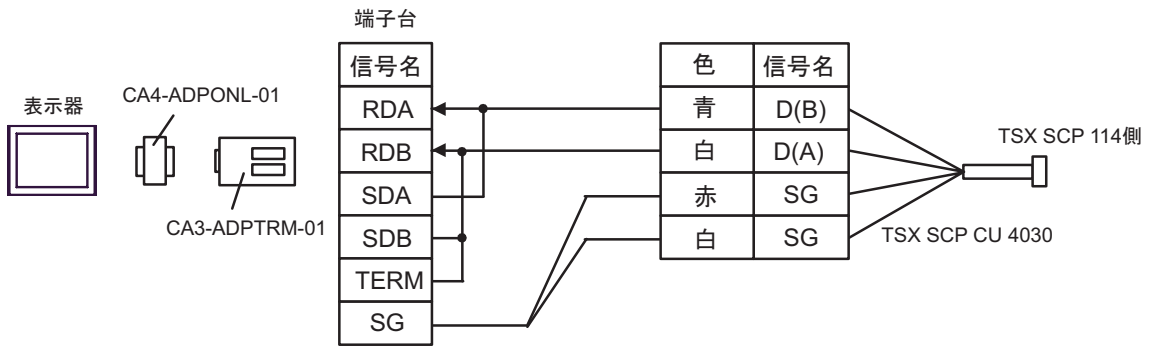 端子台
表示器
CA4-ADPONL-01
CA3-ADPTRM-01
信号名
RDA
RDB
SDA
SDB
TERM
SG
色 信号名
青 D(B)
白 D(A)
赤 SG
白 SG
TSX SCP 114側
TSX SCP CU 4030